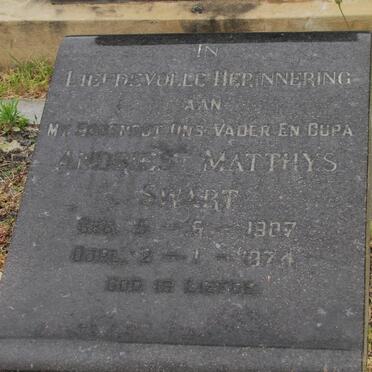 IN
LIEFDEVOLLE HERINNERING
AAN
MY EGGENOOT ONS VADER EN OUPA
ANDRIES MATTHYS
SWART
GEB. 5 - 5 - 1907
OORL. 2 - 1 - 1974
GOD IS LIEFDE